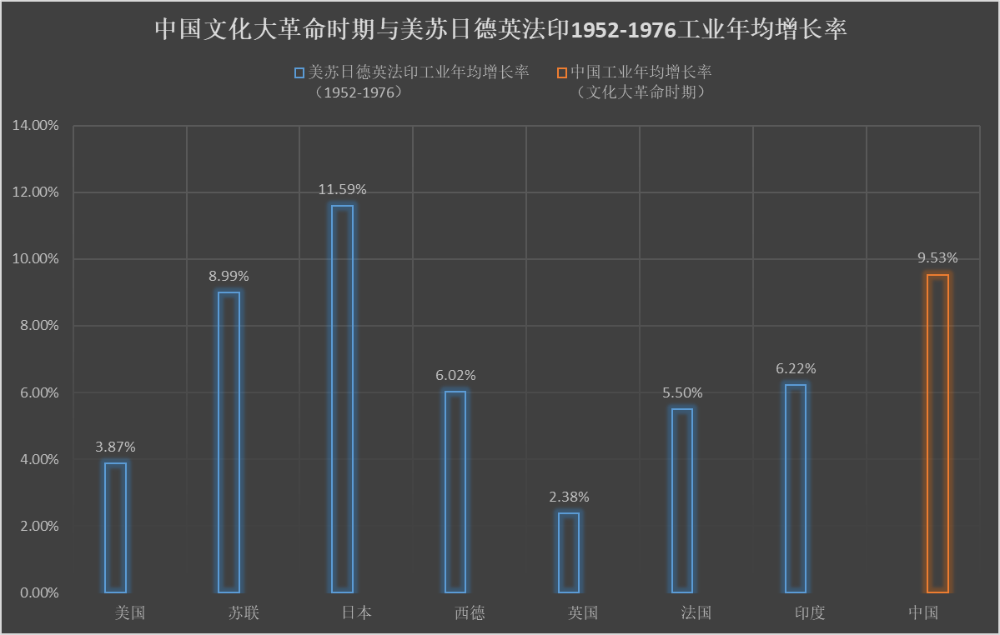 中国文化大革命时期与美苏日德英法印1952-1976工业年均增长率
美苏日德英法印工业年均增长率
（1952-1976）
中国工业年均增长率
（文化大革命时期）
14.00%
12.00%
10.00%
8.00%
6.00%
4.00%
2.00%
0.00%
3.87%
8.99%
11.59%
6.02%
2.38%
5.50%
6.22%
9.53%
美国
苏联
日本
西德
英国
法国
印度
中国